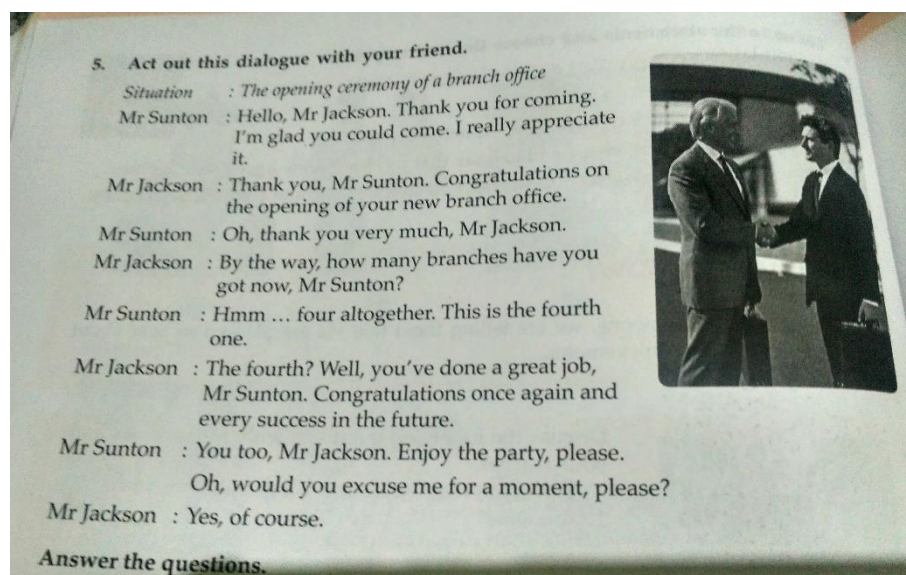 5. Act out this dialogue with your friend.
Situation : The opening ceremony of a branch office
Mr Sunton : Hello, Mr Jackson. Thank you for coming.
I'm glad you could come. I really appreciate
it.
Mr Jackson : Thank you, Mr Sunton. Congratulations on
the opening of your new branch office.
Mr Sunton : Oh, thank you very much, Mr Jackson.
Mr Jackson : By the way, how many branches have you
got now, Mr Sunton?
Mr Sunton : Hmm ... four altogether. This is the fourth
one.
Mr Jackson : The fourth? Well, you've done a great job,
Mr Sunton. Congratulations once again and
every success in the future.
Mr Sunton : You too, Mr Jackson. Enjoy the party, please.
Oh, would you excuse me for a moment, please?
Mr Jackson : Yes, of course.
Answer the questions.